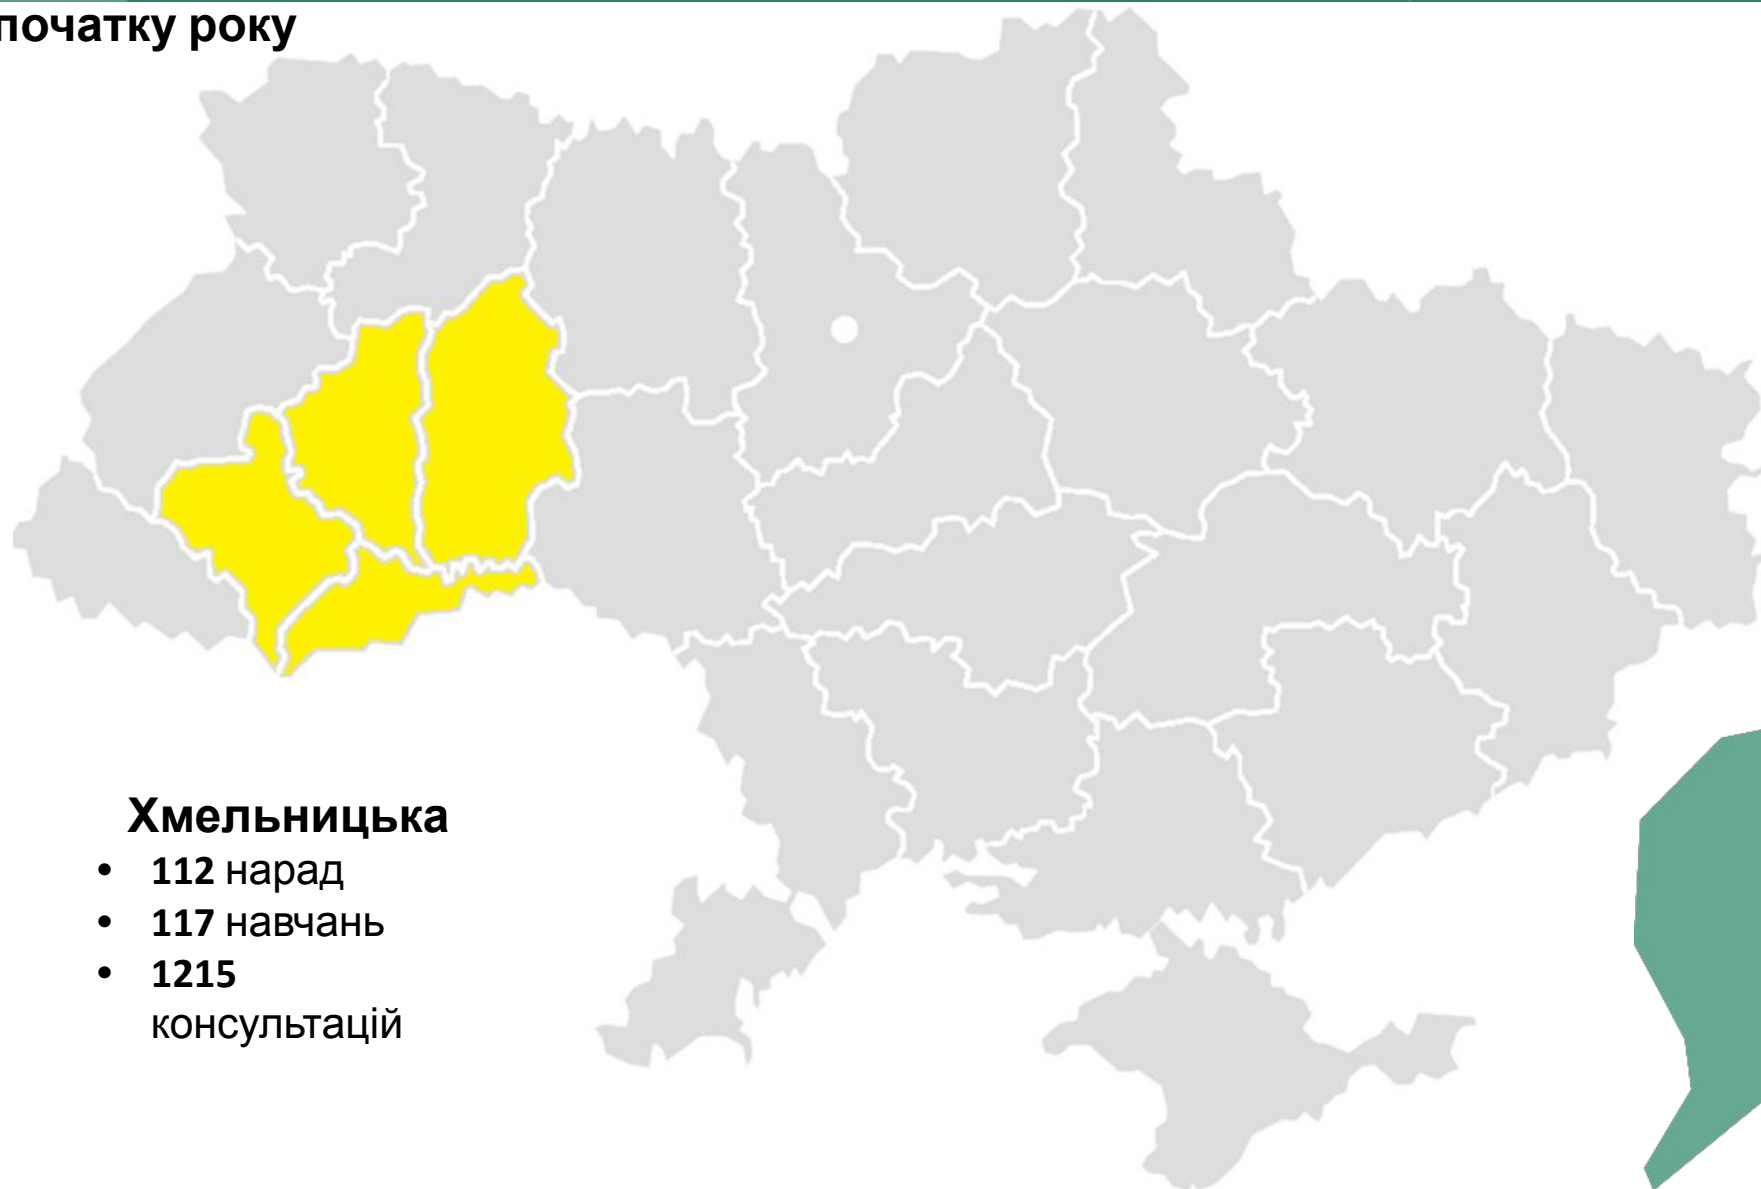 початку року
Хмельницька
• 112 нарад
• 117 навчань
• 1215
консультацій